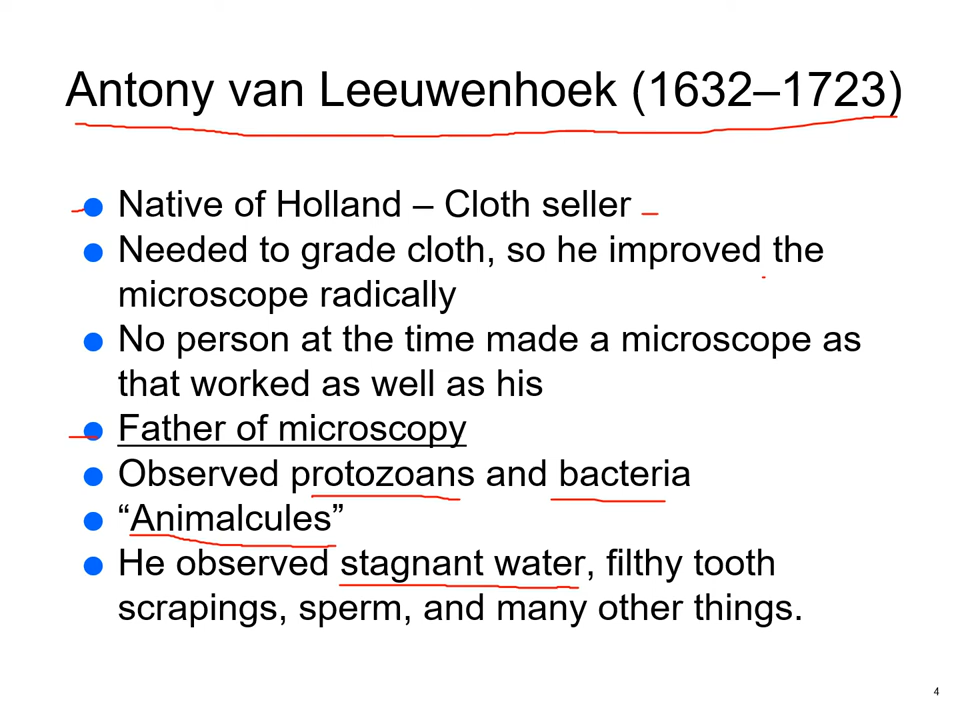 Antony van Leeuwenhoek (1632–1723)
● Native of Holland – Cloth seller
● Needed to grade cloth, so he improved the
microscope radically
● No person at the time made a microscope as
that worked as well as his
● Father of microscopy
● Observed protozoans and bacteria
● “Animalcules”
● He observed stagnant water, filthy tooth
scrapings, sperm, and many other things.
4